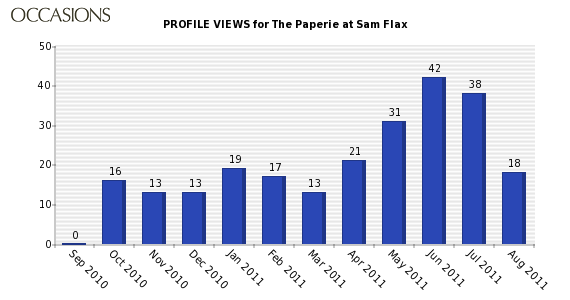 OCCASIONS
PROFILE VIEWS for The Paperie at Sam Flax
50
40
30
20
10
0
0
16
13
13
19
17
13
21
31
42
38
18
Sep 2010
Oct 2010
Nov 2010
Dec 2010
Jan 2011
Feb 2011
Mar 2011
Apr 2011
May 2011
Jun 2011
Jul 2011
Aug 2011